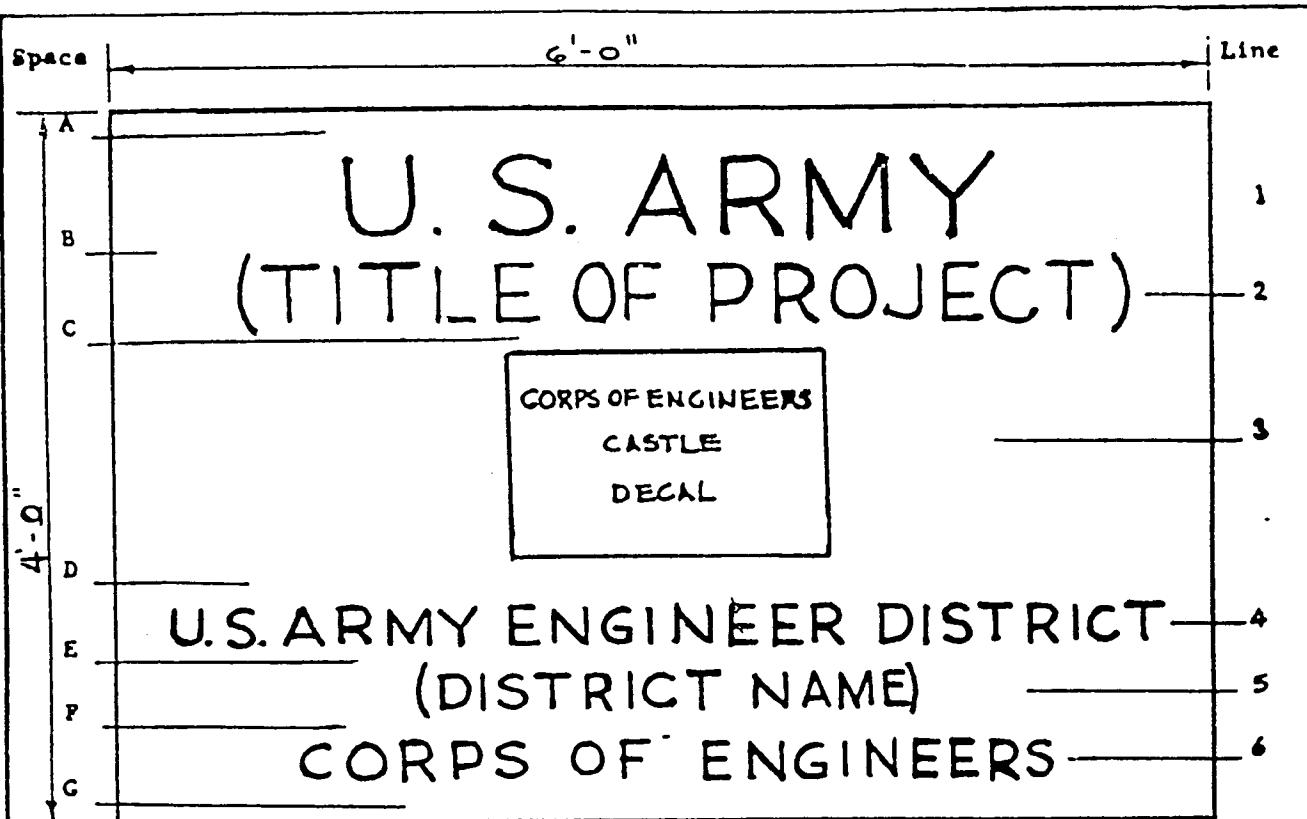 Space 6'-0" Line
A
U. S. ARMY 1
B
(TITLE OF PROJECT) 2
C
CORPS OF ENGINEERS
CASTLE 3
DECAL
4'-0"
D
U.S. ARMY ENGINEER DISTRICT 4
E
(DISTRICT NAME) 5
F
CORPS OF ENGINEERS 6
G